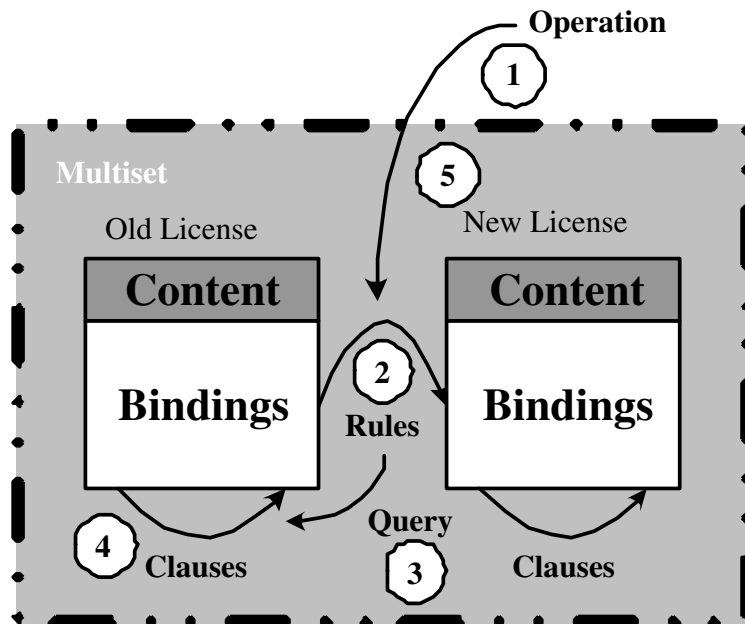 Operation
1
Multiset
5
Old License
New License
Content
Content
2
Bindings
Bindings
Rules
Query
4
3
Clauses
Clauses